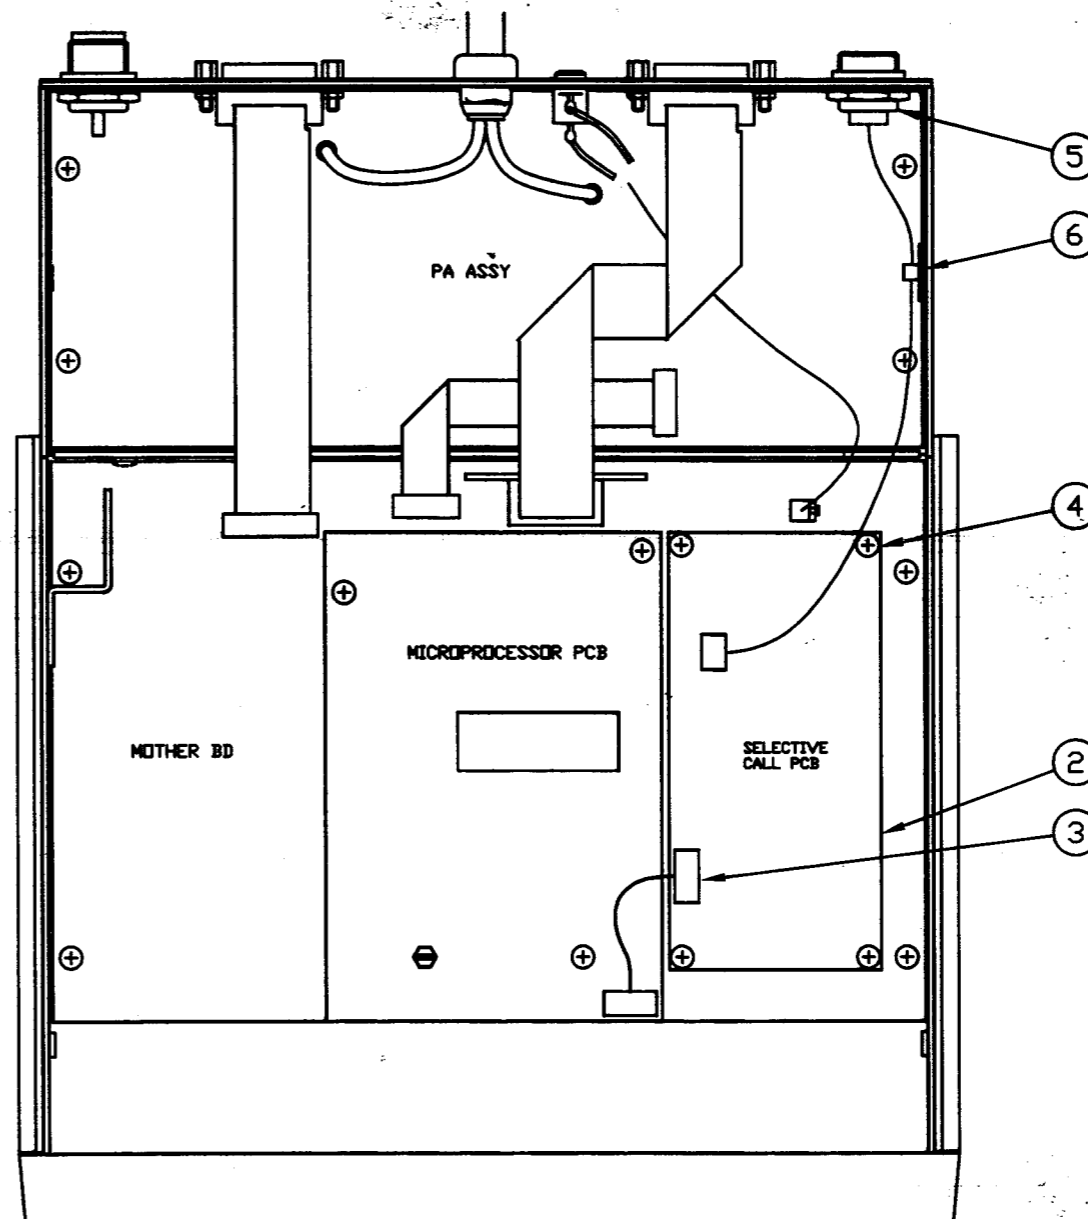 5
6
PA ASSY
4
MICROPROCESSOR PCB
MOTHER BD
SELECTIVE
CALL PCB
2
3